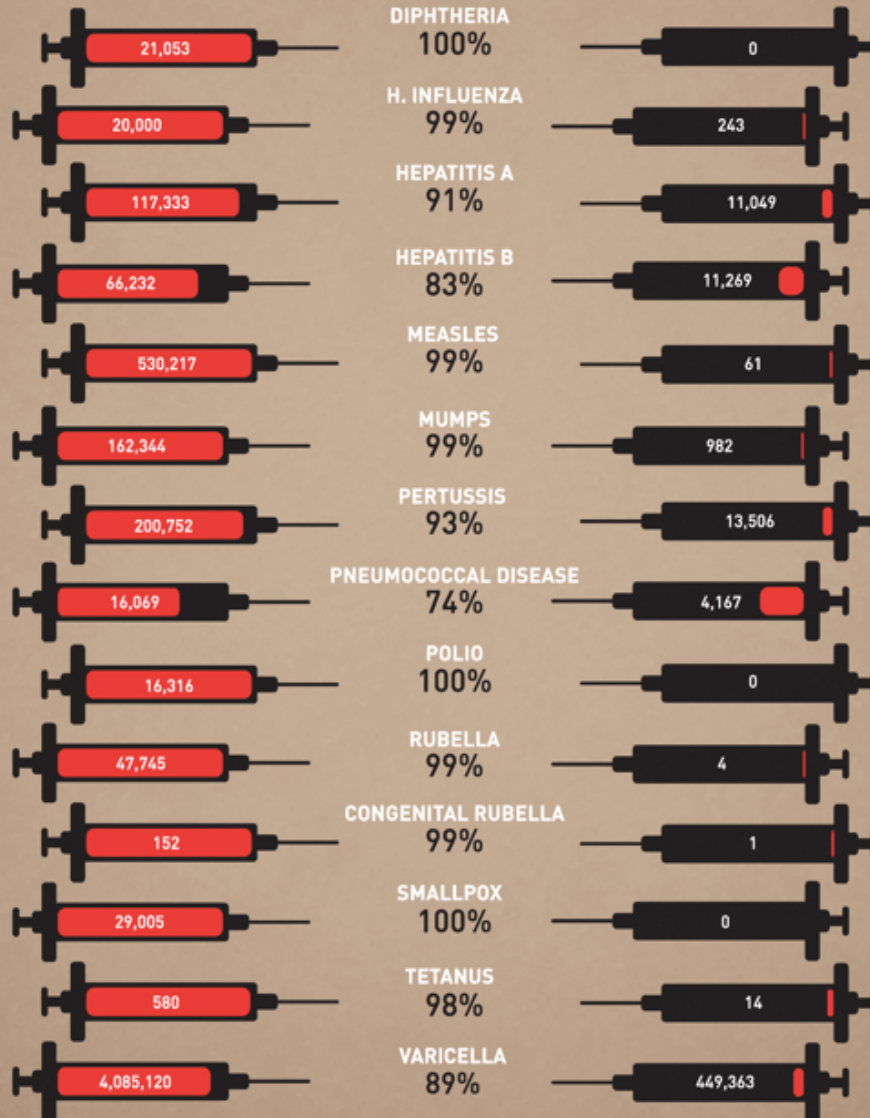 DIPHTHERIA
21,053 100% 0
H. INFLUENZA
20,000 99% 243
HEPATITIS A
117,333 91% 11,049
HEPATITIS B
66,232 83% 11,269
MEASLES
530,217 99% 61
MUMPS
162,344 99% 982
PERTUSSIS
200,752 93% 13,506
PNEUMOCOCCAL DISEASE
16,069 74% 4,167
POLIO
16,316 100% 0
RUBELLA
47,745 99% 4
CONGENITAL RUBELLA
152 99% 1
SMALLPOX
29,005 100% 0
TETANUS
580 98% 14
VARICELLA
4,085,120 89% 449,363